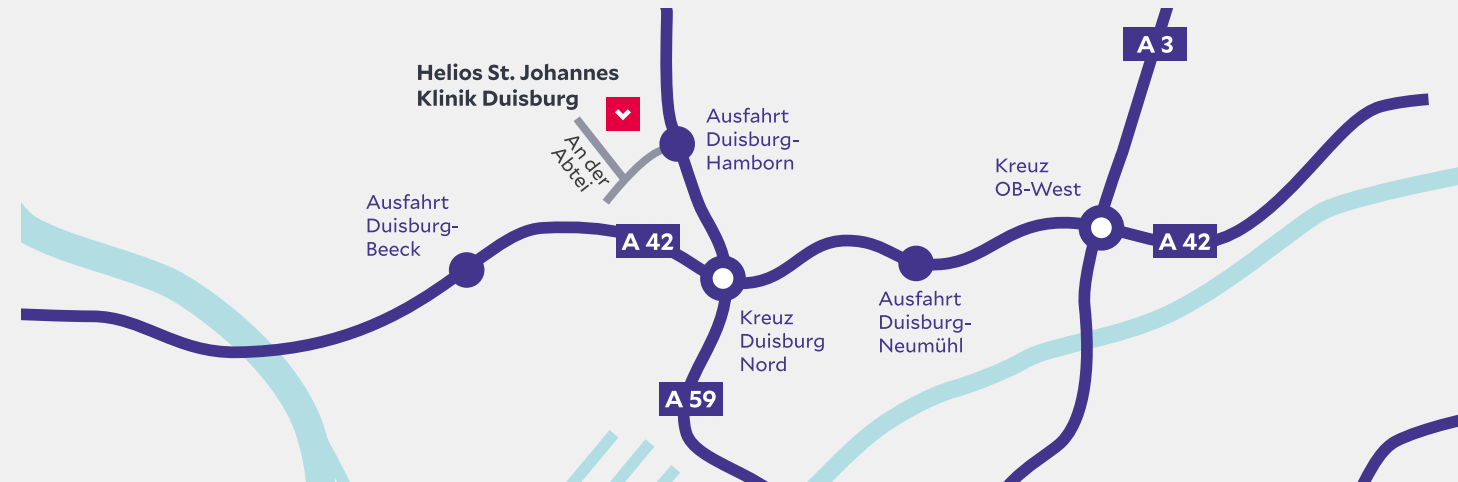 A 3
Helios St. Johannes
Klinik Duisburg
Ausfahrt
Duisburg-
Hamborn
An der
Abtei
Kreuz
OB-West
Ausfahrt
Duisburg-
Beeck
A 42
A 42
Kreuz
Duisburg
Nord
Ausfahrt
Duisburg-
Neumühl
A 59